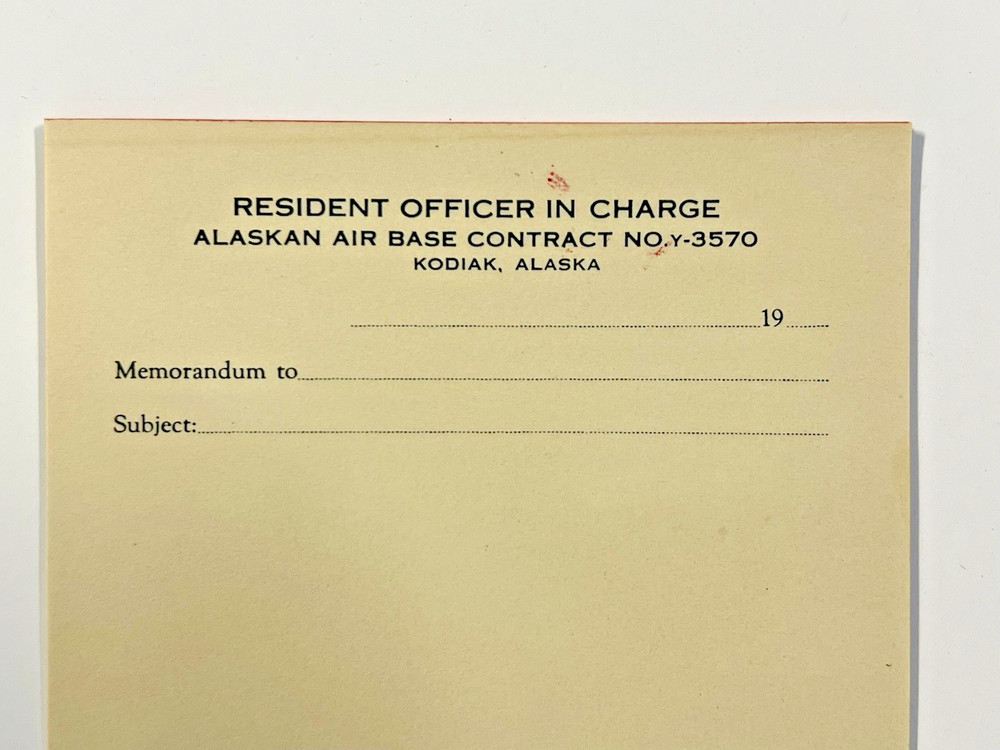 RESIDENT OFFICER IN CHARGE
ALASKAN AIR BASE CONTRACT NO.Y-3570
KODIAK, ALASKA
19
Memorandum to
Subject: